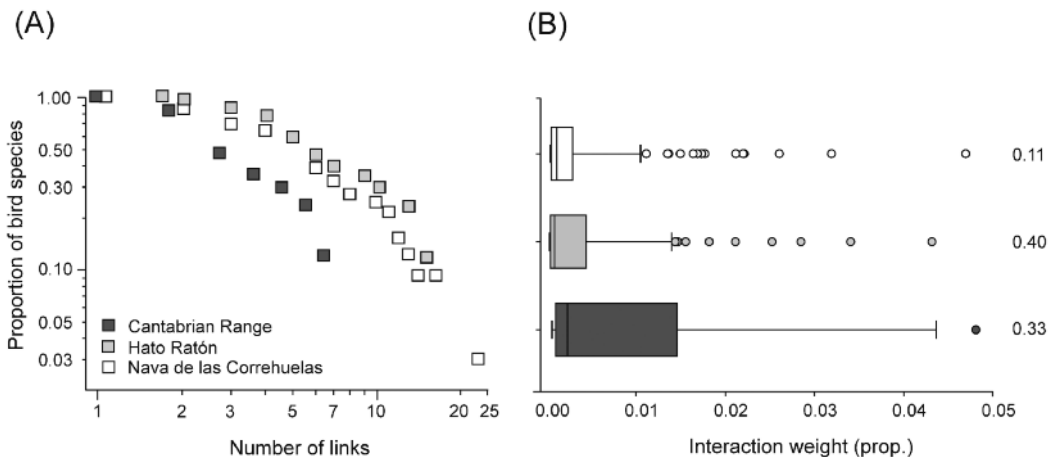 (A)
Proportion of bird species
1.00
0.50
0.30
0.10
0.05
0.03
Cantabrian Range
Hato Ratón
Nava de las Correhuelas
1 2 3 5 7 10 20 25
Number of links
(B)
0.11
0.40
0.33
0.00 0.01 0.02 0.03 0.04 0.05
Interaction weight (prop.)